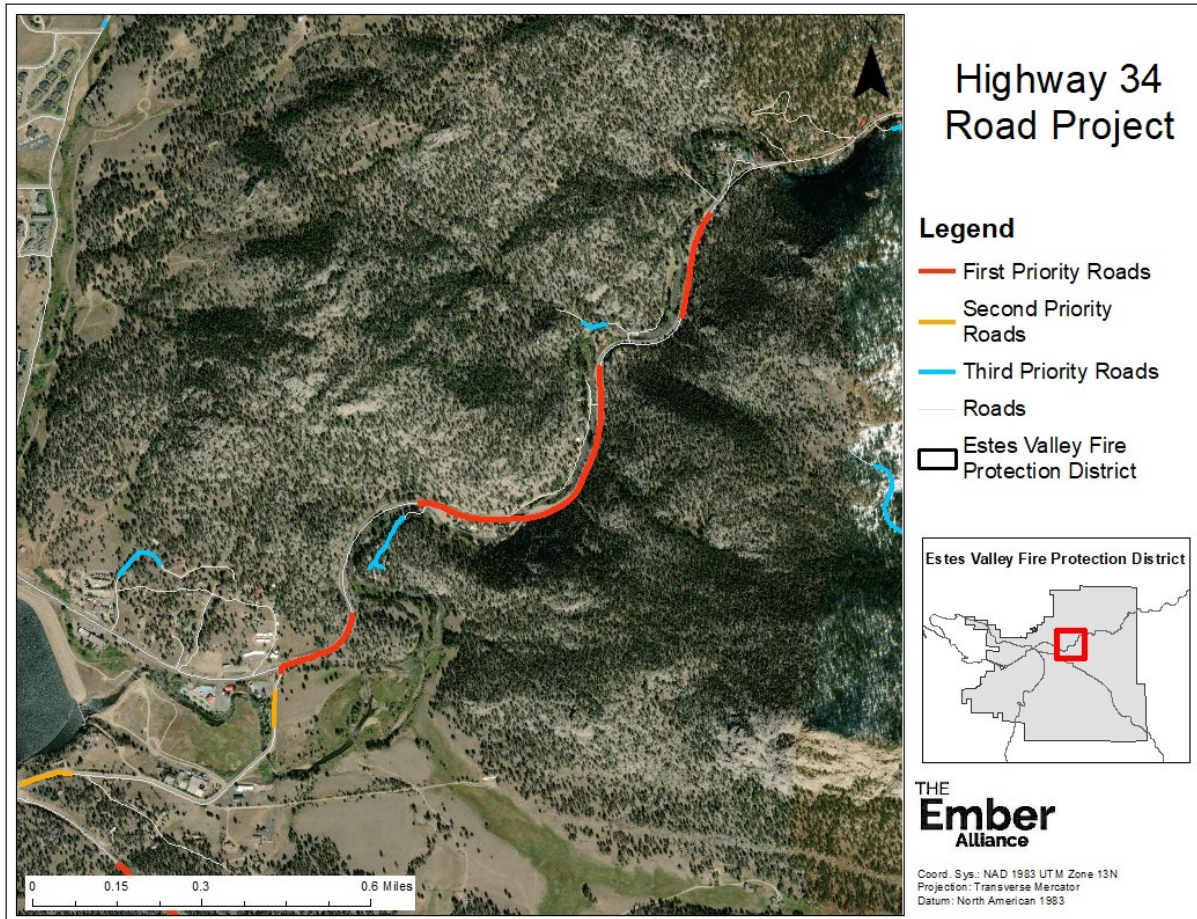 Highway 34
Road Project
Legend
First Priority Roads
Second Priority
Roads
Third Priority Roads
Roads
Estes Valley Fire
Protection District
Estes Valley Fire Protection District
THE
Ember
Alliance
Coord. Sys.: NAD 1983 UTM Zone 13N
Projection: Transverse Mercator
Datum: North American 1983
0 0.15 0.3 0.6 Miles